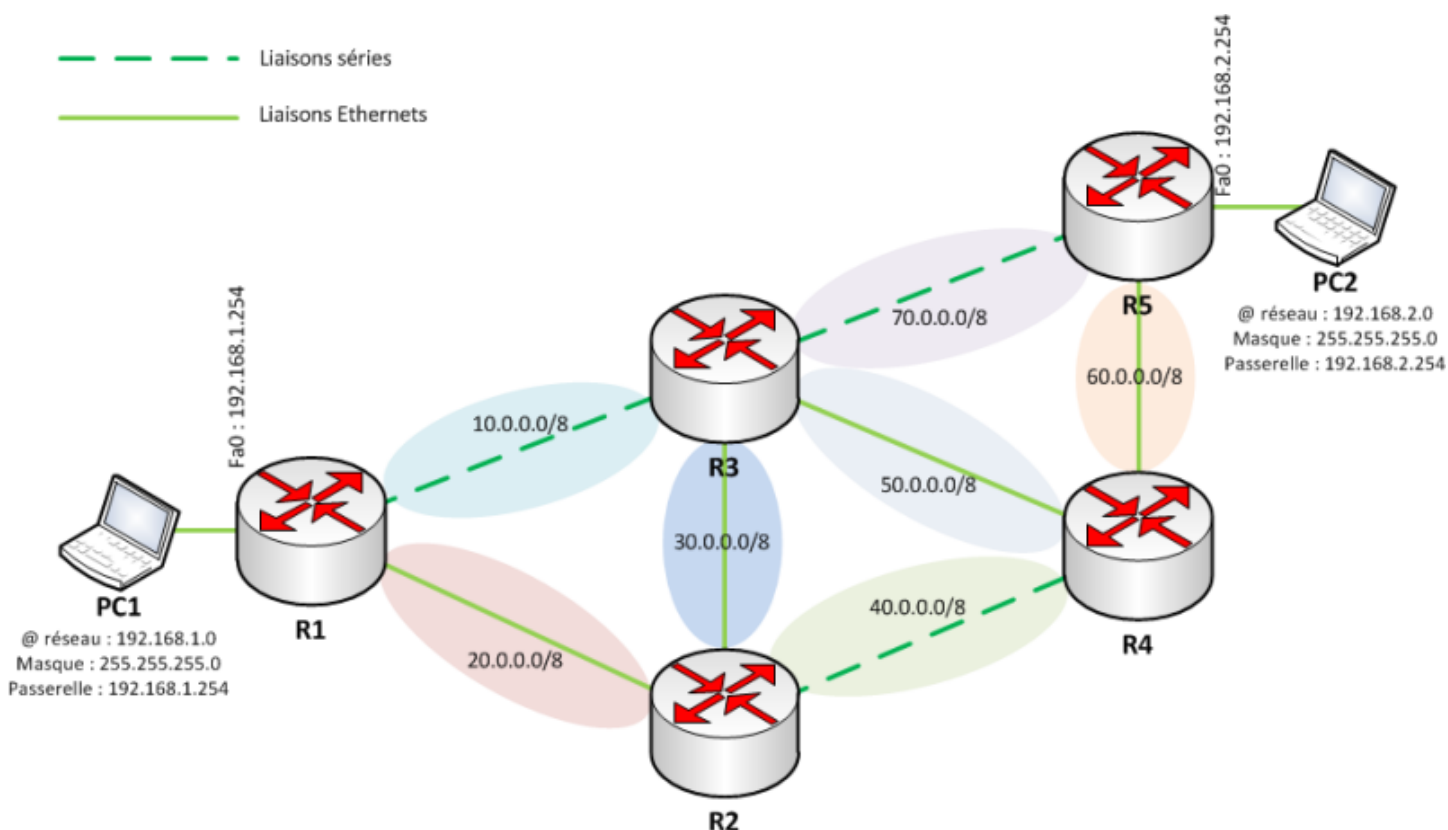 Liaisons séries
Liaisons Ethernets
Fa0 : 192.168.2.254
R5
PC2
@ réseau : 192.168.2.0
Masque : 255.255.255.0
Passerelle : 192.168.2.254
70.0.0.0/8
60.0.0.0/8
Fa0 : 192.168.1.254
10.0.0.0/8
R3
50.0.0.0/8
30.0.0.0/8
PC1
@ réseau : 192.168.1.0
Masque : 255.255.255.0
Passerelle : 192.168.1.254
R1
40.0.0.0/8
R4
20.0.0.0/8
R2